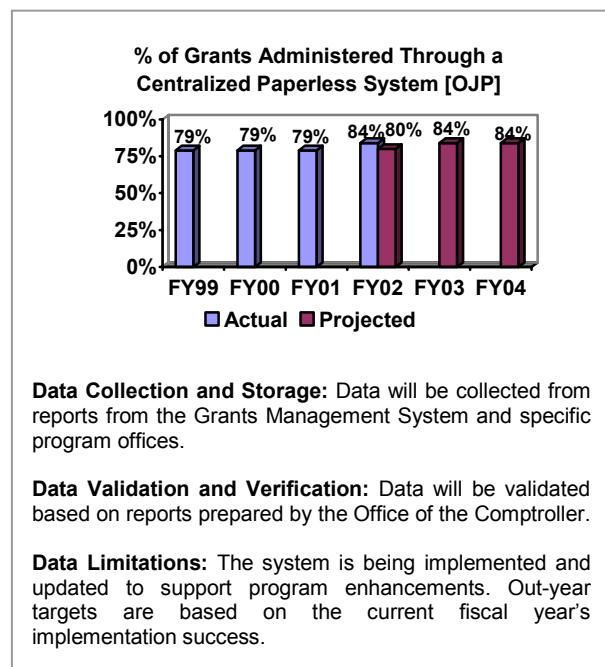 % of Grants Administered Through a
Centralized Paperless System [OJP]
100%
75%
50%
25%
0%
79%
79%
79%
84% 80%
84%
84%
FY99 FY00 FY01 FY02 FY03 FY04
Actual Projected
Data Collection and Storage: Data will be collected from
reports from the Grants Management System and specific
program offices.
Data Validation and Verification: Data will be validated
based on reports prepared by the Office of the Comptroller.
Data Limitations: The system is being implemented and
updated to support program enhancements. Out-year
targets are based on the current fiscal year's
implementation success.